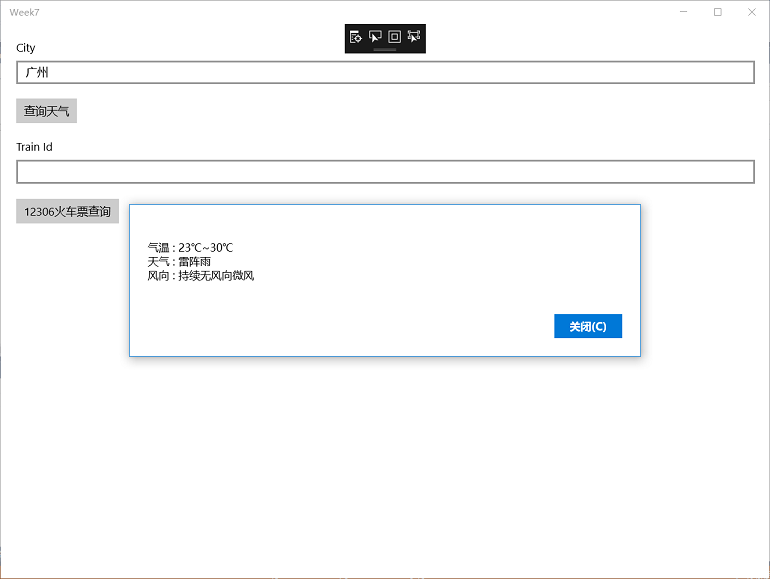 Week7
City
广州
查询天气
Train Id
12306火车票查询
气温 : 23℃~30℃
天气 : 雷阵雨
风向 : 持续无风向微风
关闭(C)